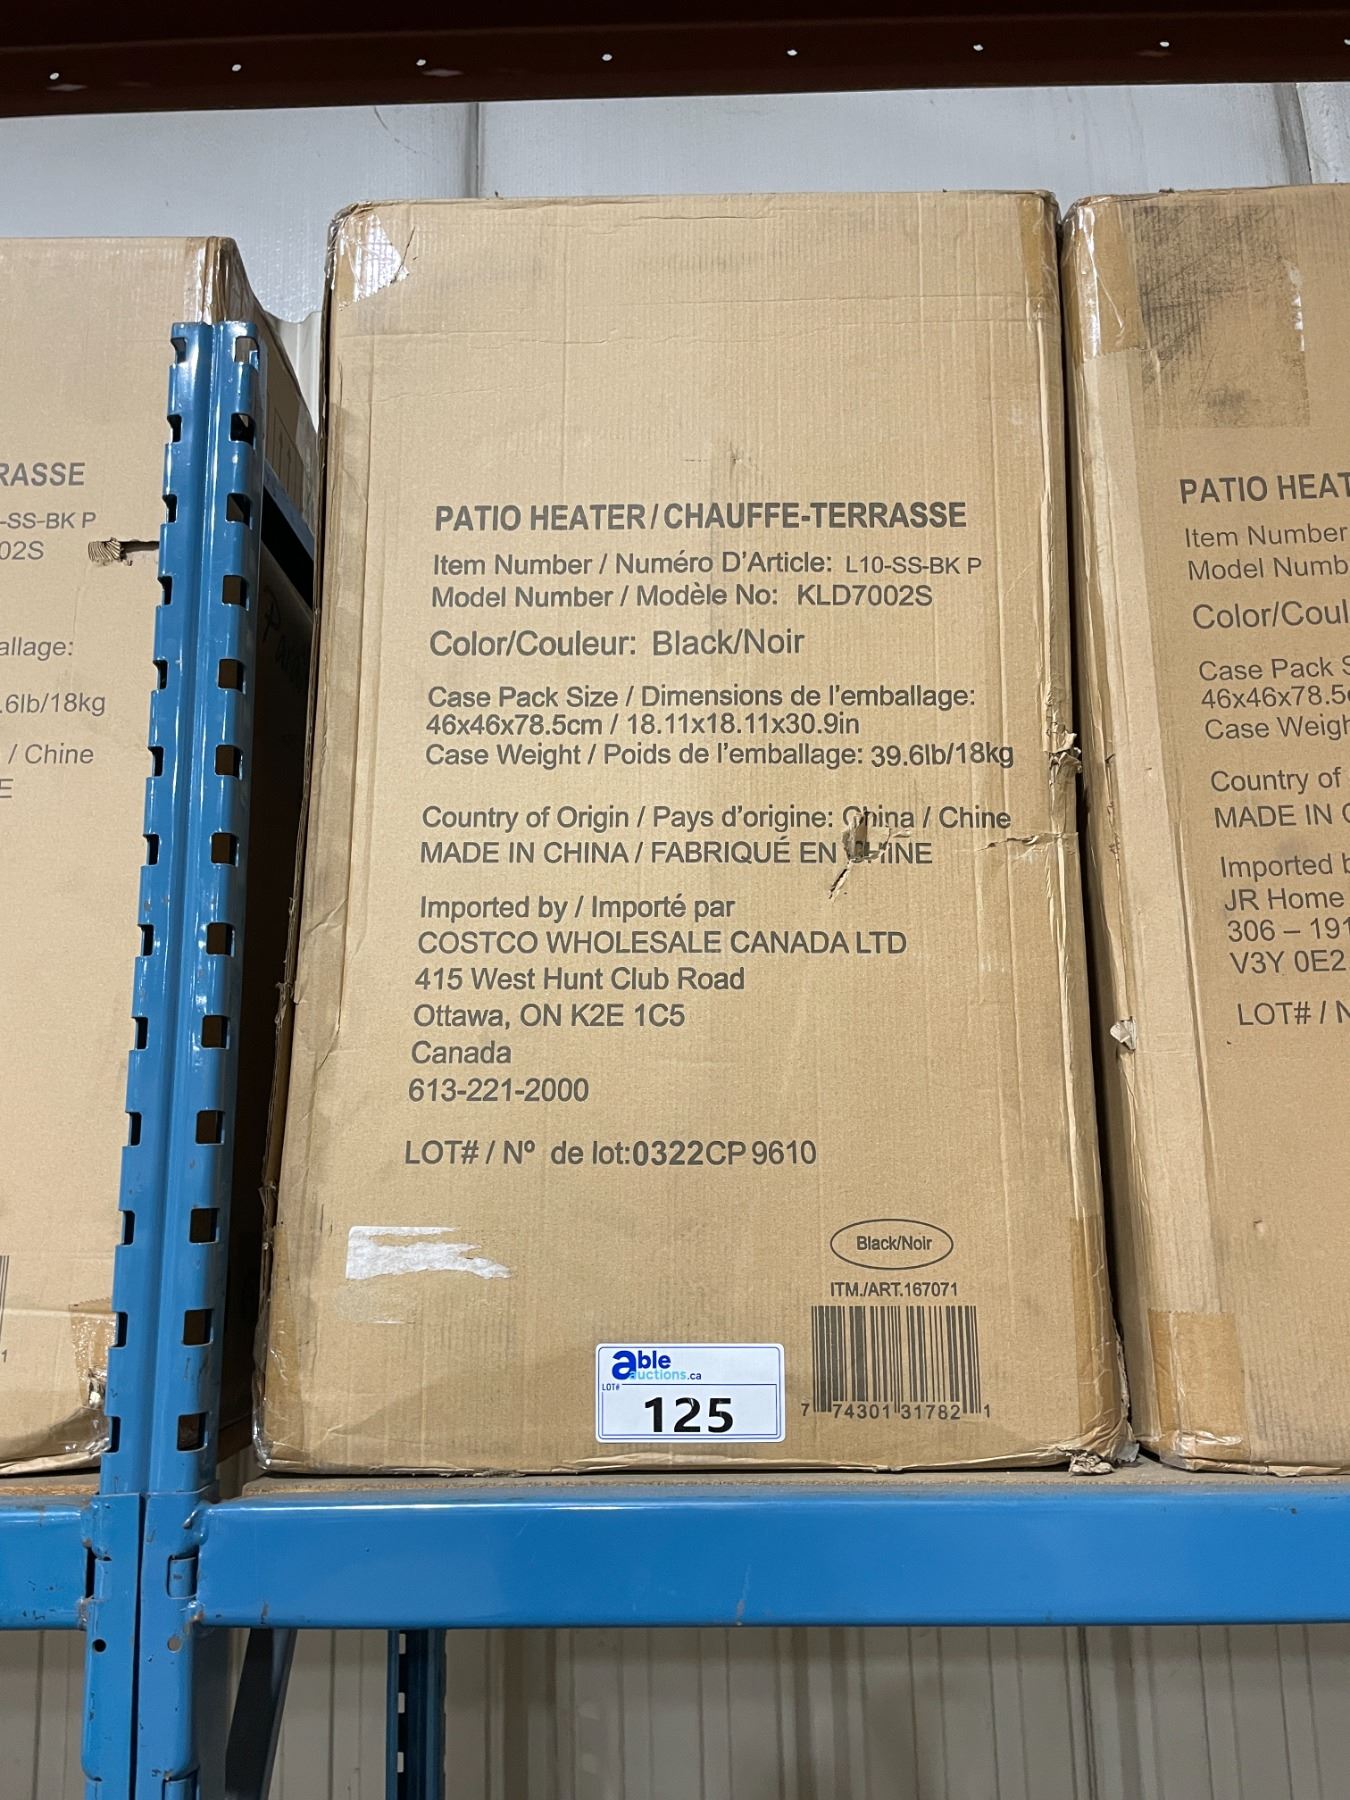 RASSE
-SS-BK P
02S
allage:
.6lb/18kg
/ Chine
E
1
PATIO HEATER / CHAUFFE-TERRASSE
Item Number / Numéro D'Article: L10-SS-BK P
Model Number / Modèle No: KLD7002S
Color/Couleur: Black/Noir
Case Pack Size / Dimensions de l'emballage:
46x46x78.5cm / 18.11x18.11x30.9in
Case Weight / Poids de l'emballage: 39.6lb/18kg
Country of Origin / Pays d'origine: China / Chine
MADE IN CHINA / FABRIQUÉ EN CHINE
Imported by / Importé par
COSTCO WHOLESALE CANADA LTD
415 West Hunt Club Road
Ottawa, ON K2E 1C5
Canada
613-221-2000
LOT# / Nº de lot:0322CP 9610
Black/Noir
ITM./ART.167071
7 74301 31782 1
able
auctions.ca
LOT#
125
PATIO HEAT
Item Number
Model Numb
Color/Coul
Case Pack S
46x46x78.5
Case Weigh
Country of
MADE IN C
Imported b
JR Home
306 – 191
V3Y 0E2
LOT# / N